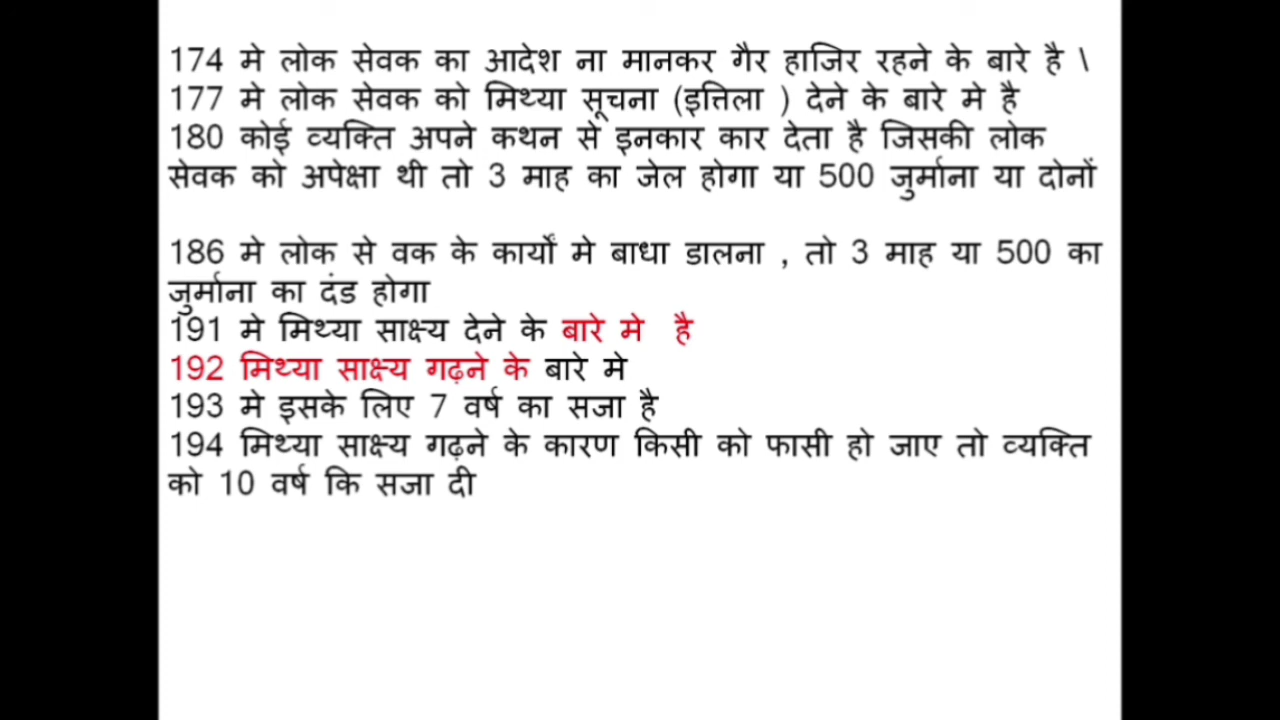 174 मे लोक सेवक का आदेश ना मानकर गैर हाजिर रहने के बारे है \
177 मे लोक सेवक को मिथ्या सूचना (इत्तिला ) देने के बारे मे है
180 कोई व्यक्ति अपने कथन से इनकार कार देता है जिसकी लोक
सेवक को अपेक्षा थी तो 3 माह का जेल होगा या 500 जुर्माना या दोनों
186 मे लोक से वक के कार्यों मे बाधा डालना , तो 3 माह या 500 का
जुर्माना का दंड होगा
191 मे मिथ्या साक्ष्य देने के बारे मे है
192 मिथ्या साक्ष्य गढ़ने के बारे मे
193 मे इसके लिए 7 वर्ष का सजा है
194 मिथ्या साक्ष्य गढ़ने के कारण किसी को फासी हो जाए तो व्यक्ति
को 10 वर्ष कि सजा दी